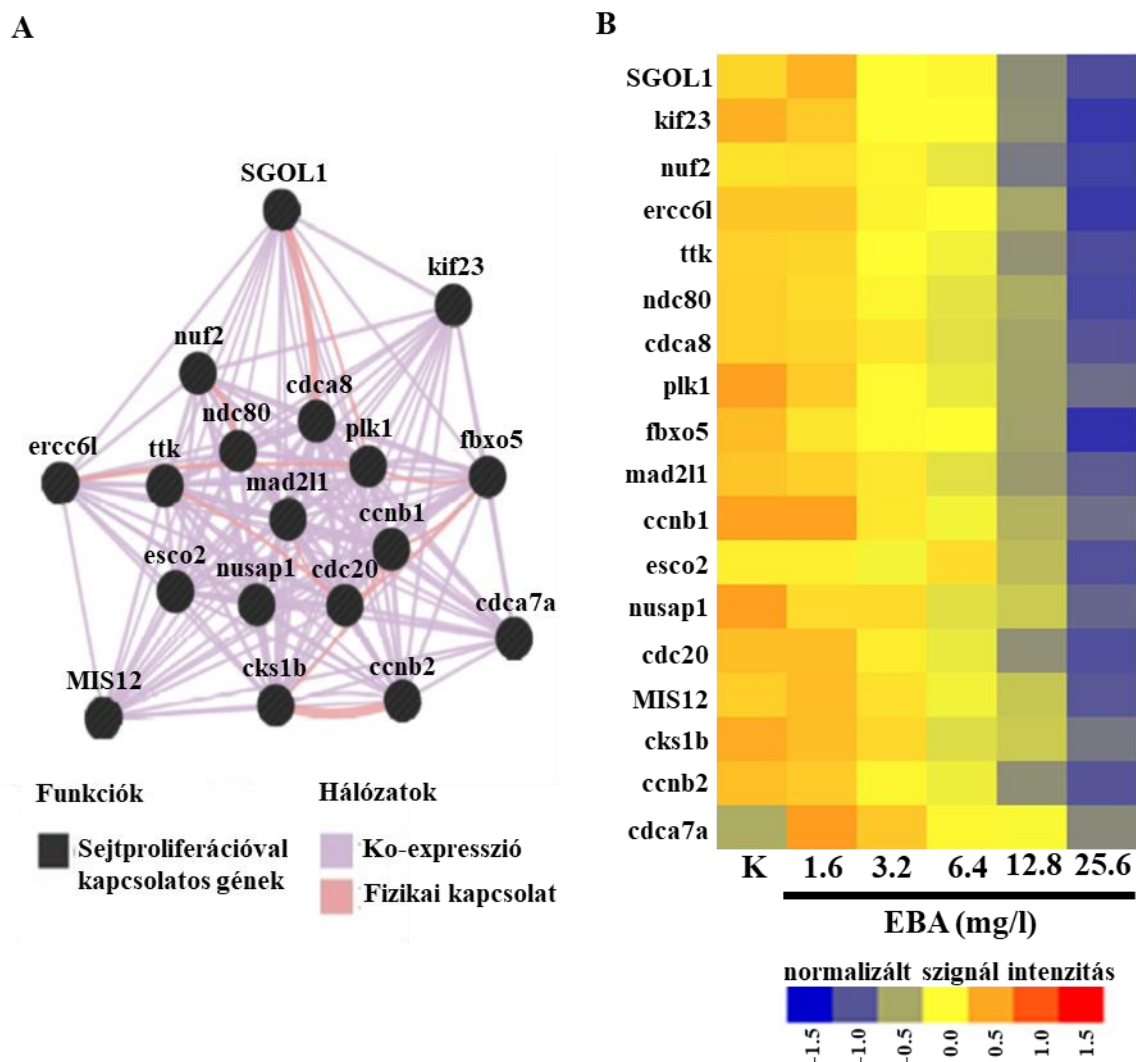 A
SGOL1
kif23
nuf2
cdca8
ndc80
plk1
ercc6l
ttk
fbxo5
mad2l1
ccnb1
esco2
nusap1
cdc20
cdca7a
MIS12
cks1b
ccnb2
Funkciók
Sejtproliferációval
kapcsolatos gének
Hálózatok
Ko-expresszió
Fizikai kapcsolat
B
SGOL1
kif23
nuf2
ercc6l
ttk
ndc80
cdca8
plk1
fbxo5
mad2l1
ccnb1
esco2
nusap1
cdc20
MIS12
cks1b
ccnb2
cdca7a
K 1.6 3.2 6.4 12.8 25.6
EBA (mg/l)
normalizált szignál intenzitás
-1.5 -1.0 -0.5 0.0 0.5 1.0 1.5